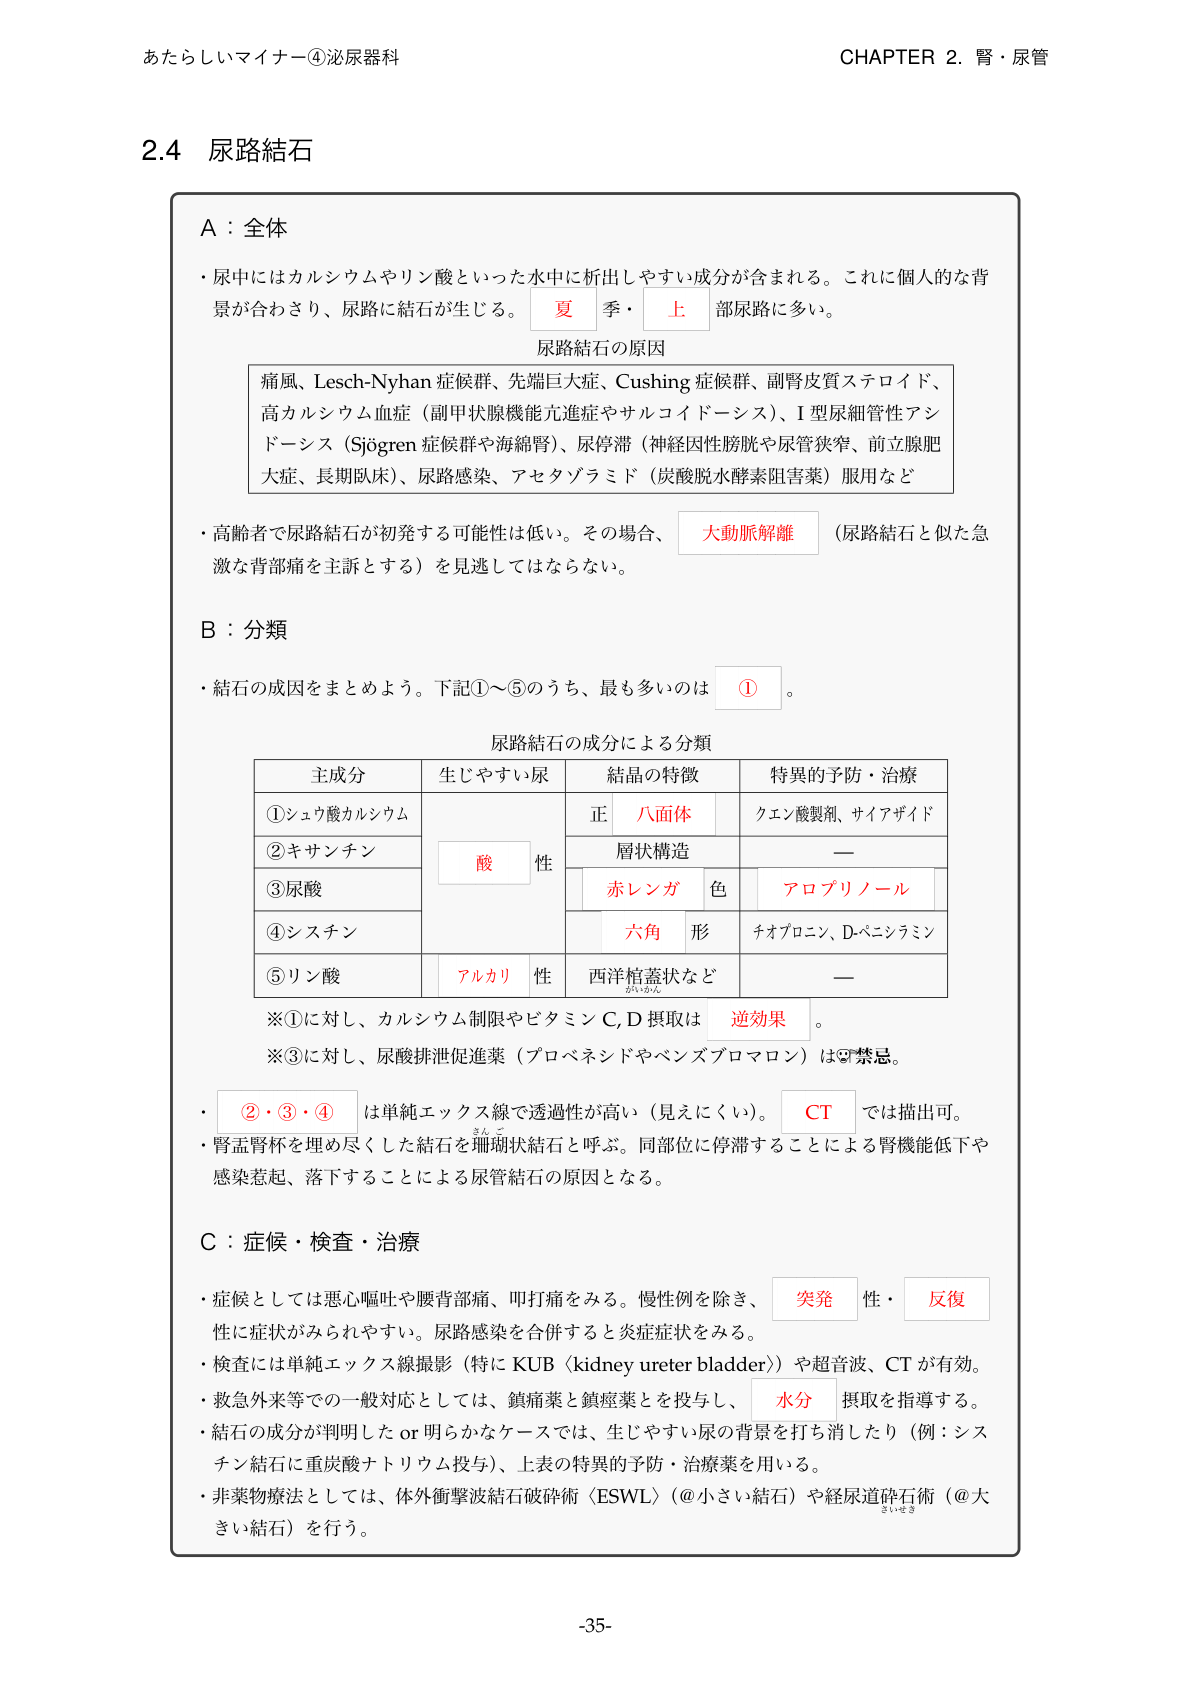 あたらしいマイナー④泌尿器科 CHAPTER 2. 腎・尿管
2.4 尿路結石
A：全体
・尿中にはカルシウムやリン酸といった水中に析出しやすい成分が含まれる。これに個人的な背
景が合わさり、尿路に結石が生じる。 夏 季・ 上 部尿路に多い。
尿路結石の原因
痛風、Lesch-Nyhan 症候群、先端巨大症、Cushing 症候群、副腎皮質ステロイド、
高カルシウム血症（副甲状腺機能亢進症やサルコイドーシス）、I 型尿細管性アシ
ドーシス（Sjögren 症候群や海綿腎）、尿停滞（神経因性膀胱や尿管狭窄、前立腺肥
大症、長期臥床）、尿路感染、アセタゾラミド（炭酸脱水酵素阻害薬）服用など
・高齢者で尿路結石が初発する可能性は低い。その場合、 大動脈解離 （尿路結石と似た急
激な背部痛を主訴とする）を見逃してはならない。
B：分類
・結石の成因をまとめよう。下記①～⑤のうち、最も多いのは ① 。
尿路結石の成分による分類
主成分 生じやすい尿 結晶の特徴 特異的予防・治療
①シュウ酸カルシウム 正 八面体 クエン酸製剤、サイアザイド
②キサンチン 酸 性 層状構造 —
③尿酸 赤レンガ 色 アロプリノール
④シスチン 六角 形 チオプロニン、D-ペニシラミン
⑤リン酸 アルカリ 性 西洋棺蓋状など —
がいかん
※①に対し、カルシウム制限やビタミン C, D 摂取は 逆効果 。
※③に対し、尿酸排泄促進薬（プロベネシドやベンズブロマロン）は禁忌。
・ ②・③・④ は単純エックス線で透過性が高い（見えにくい）。 CT では描出可。
さんご
・腎盂腎杯を埋め尽くした結石を珊瑚状結石と呼ぶ。同部位に停滞することによる腎機能低下や
感染惹起、落下することによる尿管結石の原因となる。
C：症候・検査・治療
・症候としては悪心嘔吐や腰背部痛、叩打痛をみる。慢性例を除き、 突発 性・ 反復
性に症状がみられやすい。尿路感染を合併すると炎症症状をみる。
・検査には単純エックス線撮影（特に KUB〈kidney ureter bladder〉）や超音波、CT が有効。
・救急外来等での一般対応としては、鎮痛薬と鎮痙薬とを投与し、 水分 摂取を指導する。
・結石の成分が判明した or 明らかなケースでは、生じやすい尿の背景を打ち消したり（例：シス
チン結石に重炭酸ナトリウム投与）、上表の特異的予防・治療薬を用いる。
・非薬物療法としては、体外衝撃波結石破砕術〈ESWL〉（@小さい結石）や経尿道砕石術（@大
さいせき
きい結石）を行う。
-35-